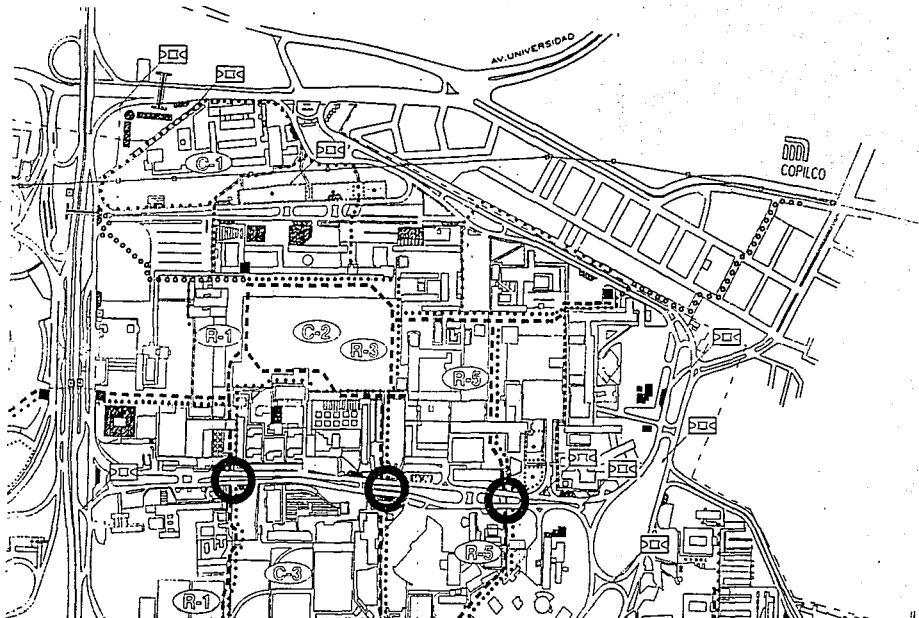 AV. UNIVERSIDAD
COPILCO
C-1
R-1
C-2
R-3
R-5
R-5
C-3
R-1